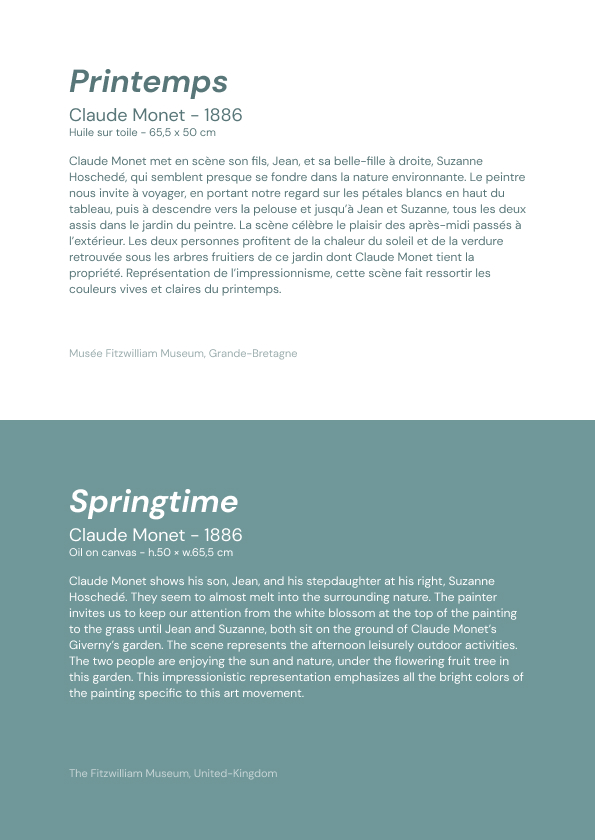 Printemps
Claude Monet - 1886
Huile sur toile - 65,5 x 50 cm
Claude Monet met en scène son fils, Jean, et sa belle-fille à droite, Suzanne
Hoschedé, qui semblent presque se fondre dans la nature environnante. Le peintre
nous invite à voyager, en portant notre regard sur les pétales blancs en haut du
tableau, puis à descendre vers la pelouse et jusqu’à Jean et Suzanne, tous les deux
assis dans le jardin du peintre. La scène célèbre le plaisir des après-midi passés à
l’extérieur. Les deux personnes profitent de la chaleur du soleil et de la verdure
retrouvée sous les arbres fruitiers de ce jardin dont Claude Monet tient la
propriété. Représentation de l’impressionnisme, cette scène fait ressortir les
couleurs vives et claires du printemps.
Musée Fitzwilliam Museum, Grande-Bretagne
Springtime
Claude Monet - 1886
Oil on canvas - h.50 × w.65,5 cm
Claude Monet shows his son, Jean, and his stepdaughter at his right, Suzanne
Hoschedé. They seem to almost melt into the surrounding nature. The painter
invites us to keep our attention from the white blossom at the top of the painting
to the grass until Jean and Suzanne, both sit on the ground of Claude Monet’s
Giverny’s garden. The scene represents the afternoon leisurely outdoor activities.
The two people are enjoying the sun and nature, under the flowering fruit tree in
this garden. This impressionistic representation emphasizes all the bright colors of
the painting specific to this art movement.
The Fitzwilliam Museum, United-Kingdom